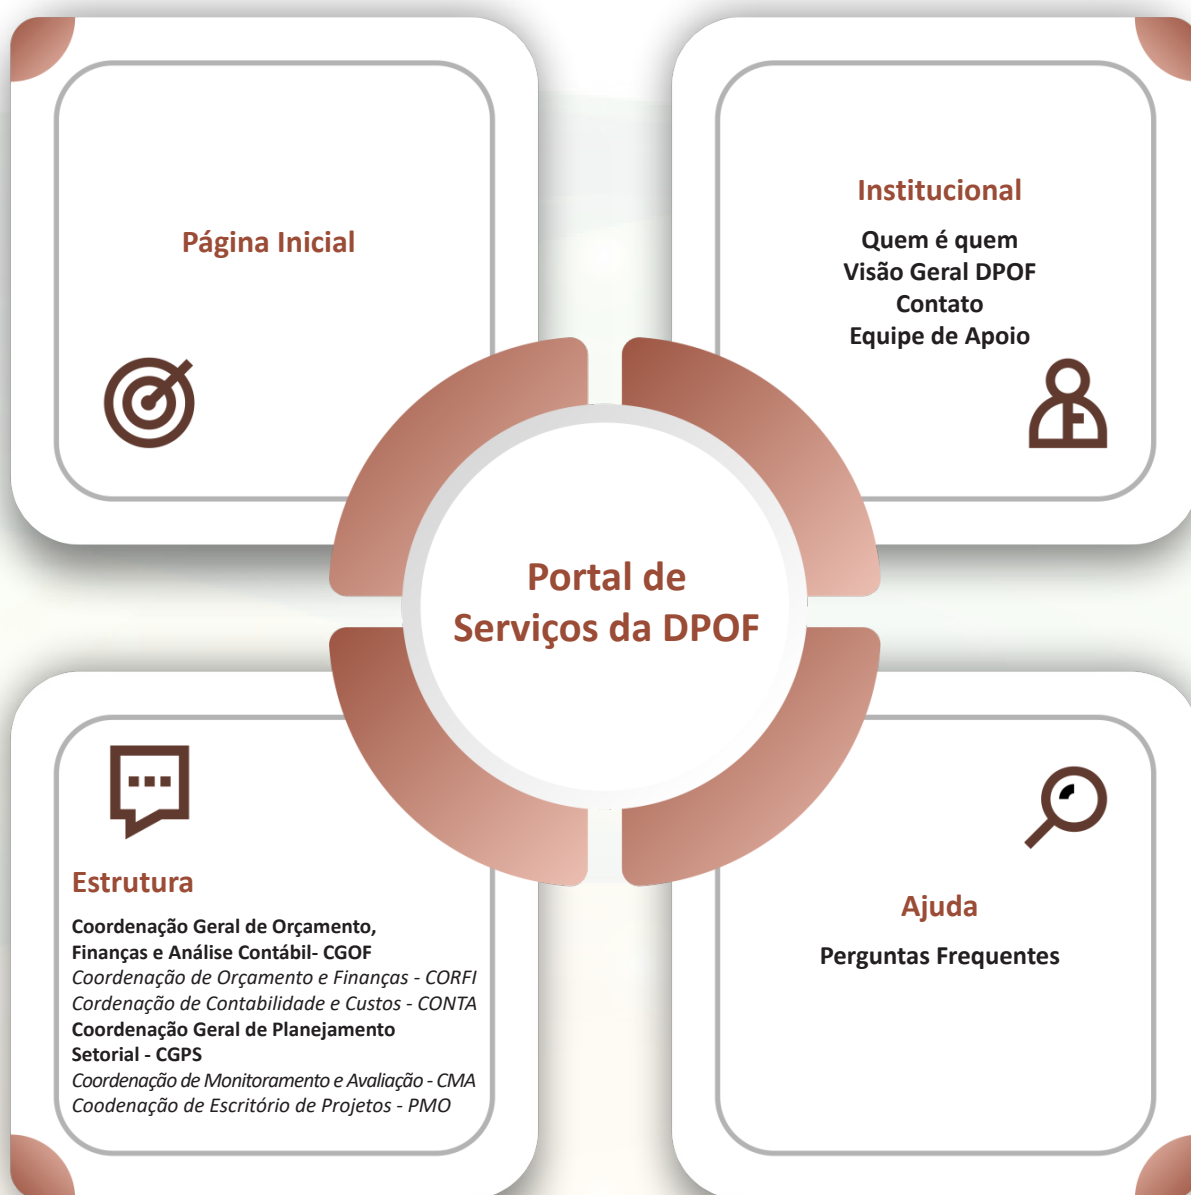 Página Inicial
Institucional
Quem é quem
Visão Geral DPOF
Contato
Equipe de Apoio
Portal de
Serviços da DPOF
Estrutura
Coordenação Geral de Orçamento,
Finanças e Análise Contábil- CGOF
Coordenação de Orçamento e Finanças - CORFI
Cordenação de Contabilidade e Custos - CONTA
Coordenação Geral de Planejamento
Setorial - CGPS
Coordenação de Monitoramento e Avaliação - CMA
Coodenação de Escritório de Projetos - PMO
Ajuda
Perguntas Frequentes